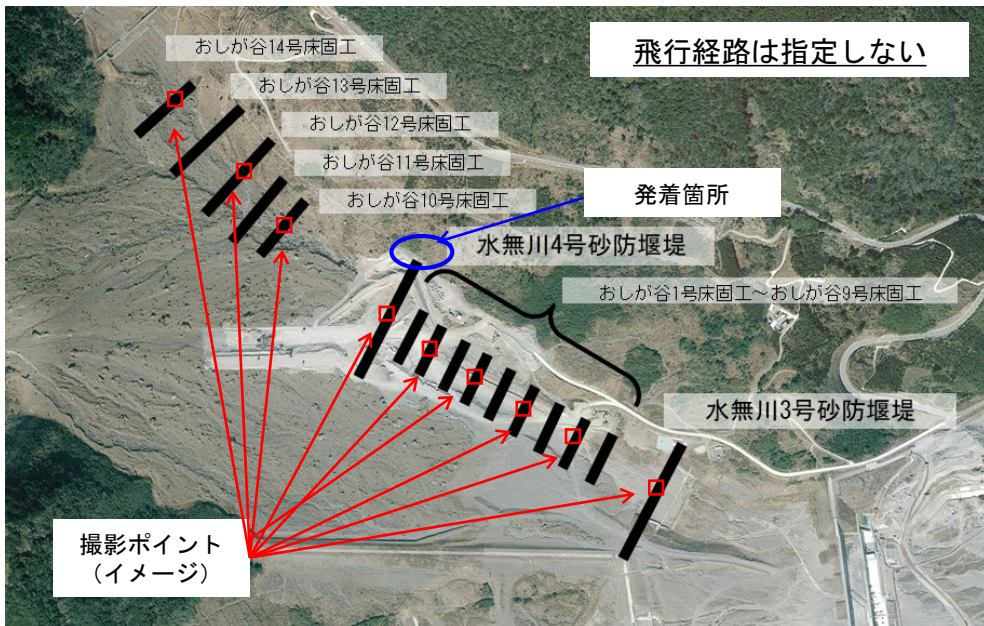 おしが谷14号床固工
飛行経路は指定しない
おしが谷13号床固工
おしが谷12号床固工
おしが谷11号床固工
おしが谷10号床固工
発着箇所
水無川4号砂防堰堤
おしが谷1号床固工～おしが谷9号床固工
水無川3号砂防堰堤
撮影ポイント
（イメージ）